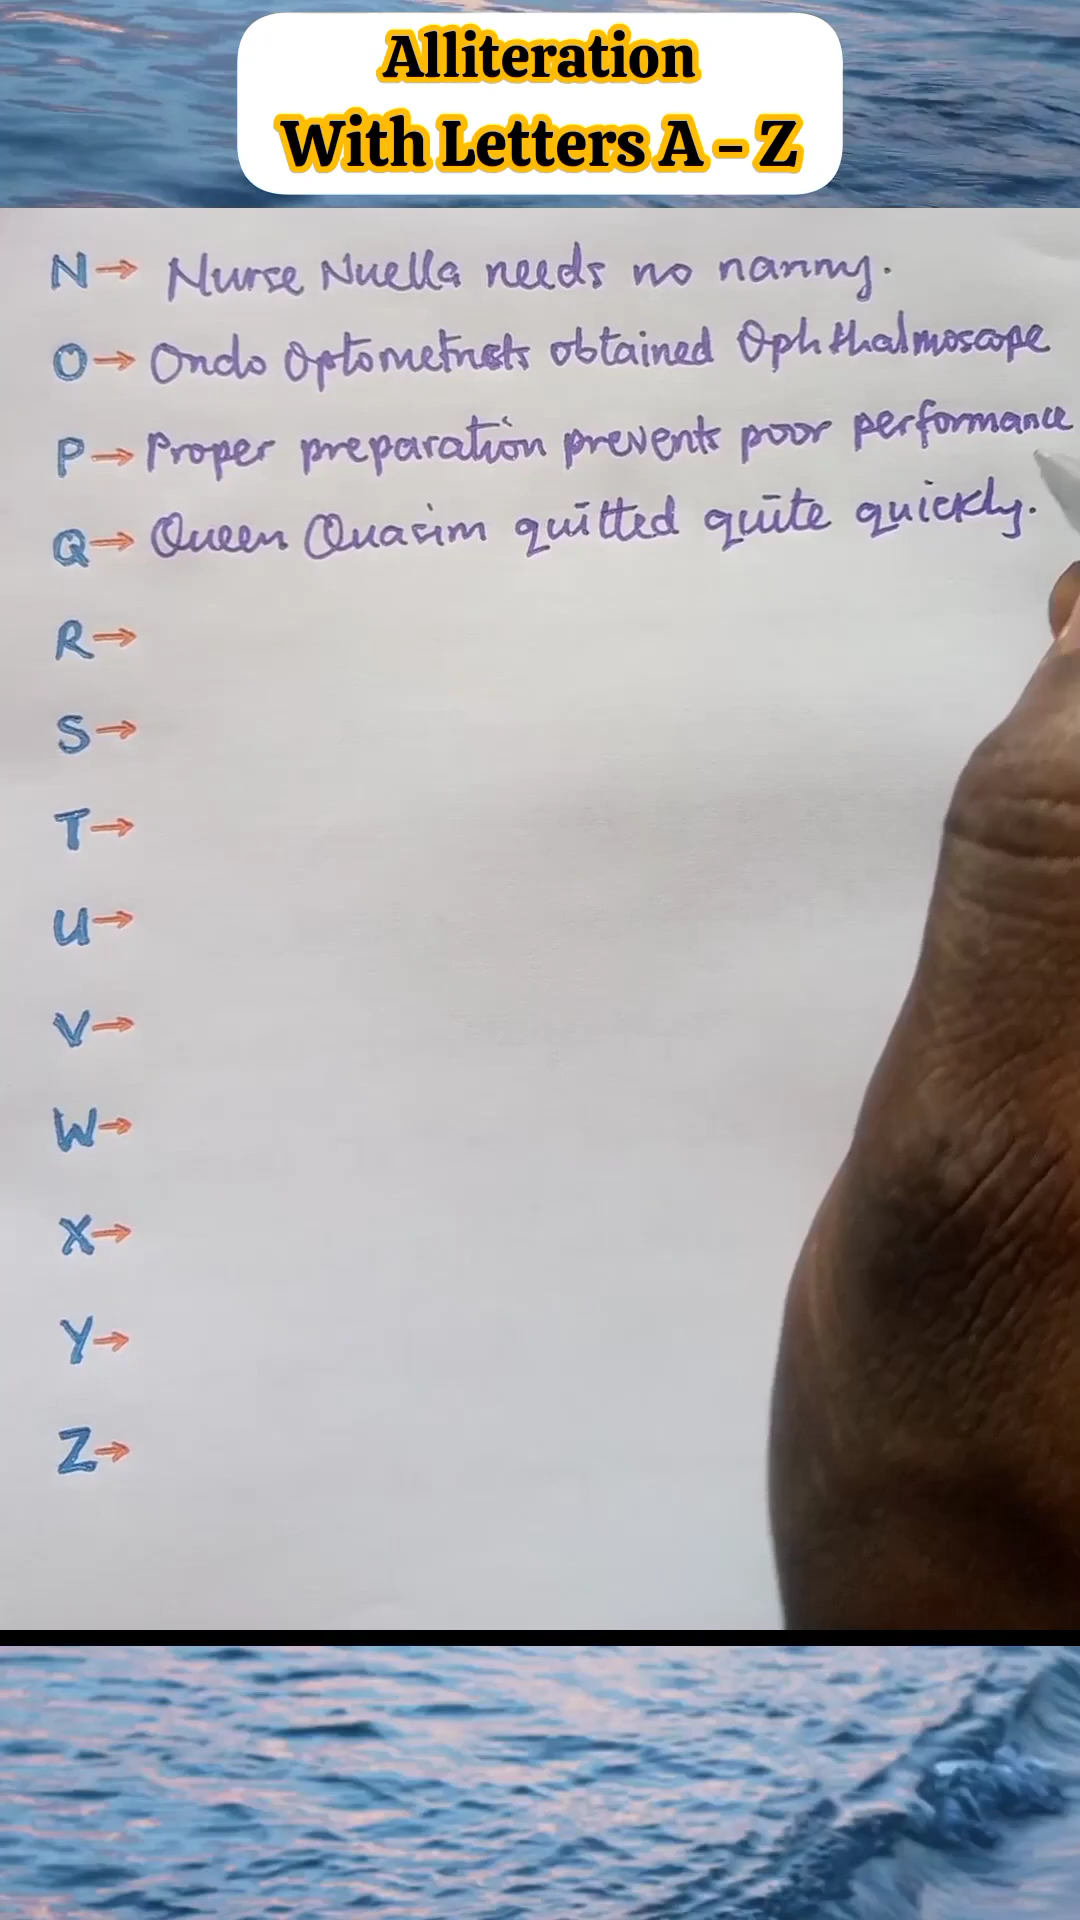 Alliteration
With Letters A - Z
N→ Nurse Nuella needs no nanny.
O→ Ondo Optometrists obtained Ophthalmoscope
P→ Proper preparation prevents poor performance
Q→ Queen Quasim quitted quite quickly.
R→
S→
T→
U→
V→
W→
X→
Y→
Z→